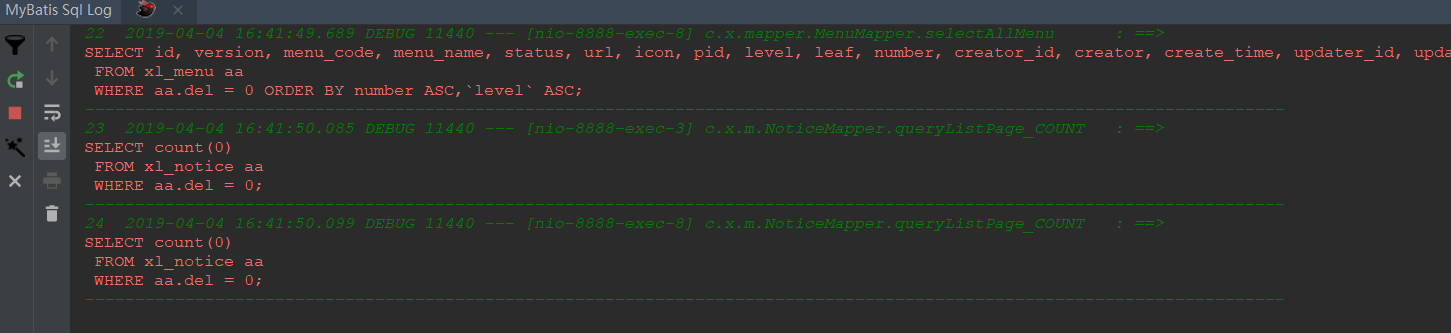 MyBatis Sql Log
22 2019-04-04 16:41:49.689 DEBUG 11440 --- [nio-8888-exec-8] c.x.mapper.MenuMapper.selectAllMenu : ==>
SELECT id, version, menu_code, menu_name, status, url, icon, pid, level, leaf, number, creator_id, creator, create_time, updater_id, upda
FROM xl_menu aa
WHERE aa.del = 0 ORDER BY number ASC,`level` ASC;
------------------------------------------------------------------------------------------------------------------------
23 2019-04-04 16:41:50.085 DEBUG 11440 --- [nio-8888-exec-3] c.x.m.NoticeMapper.queryListPage_COUNT : ==>
SELECT count(0)
FROM xl_notice aa
WHERE aa.del = 0;
------------------------------------------------------------------------------------------------------------------------
24 2019-04-04 16:41:50.099 DEBUG 11440 --- [nio-8888-exec-8] c.x.m.NoticeMapper.queryListPage_COUNT : ==>
SELECT count(0)
FROM xl_notice aa
WHERE aa.del = 0;
------------------------------------------------------------------------------------------------------------------------